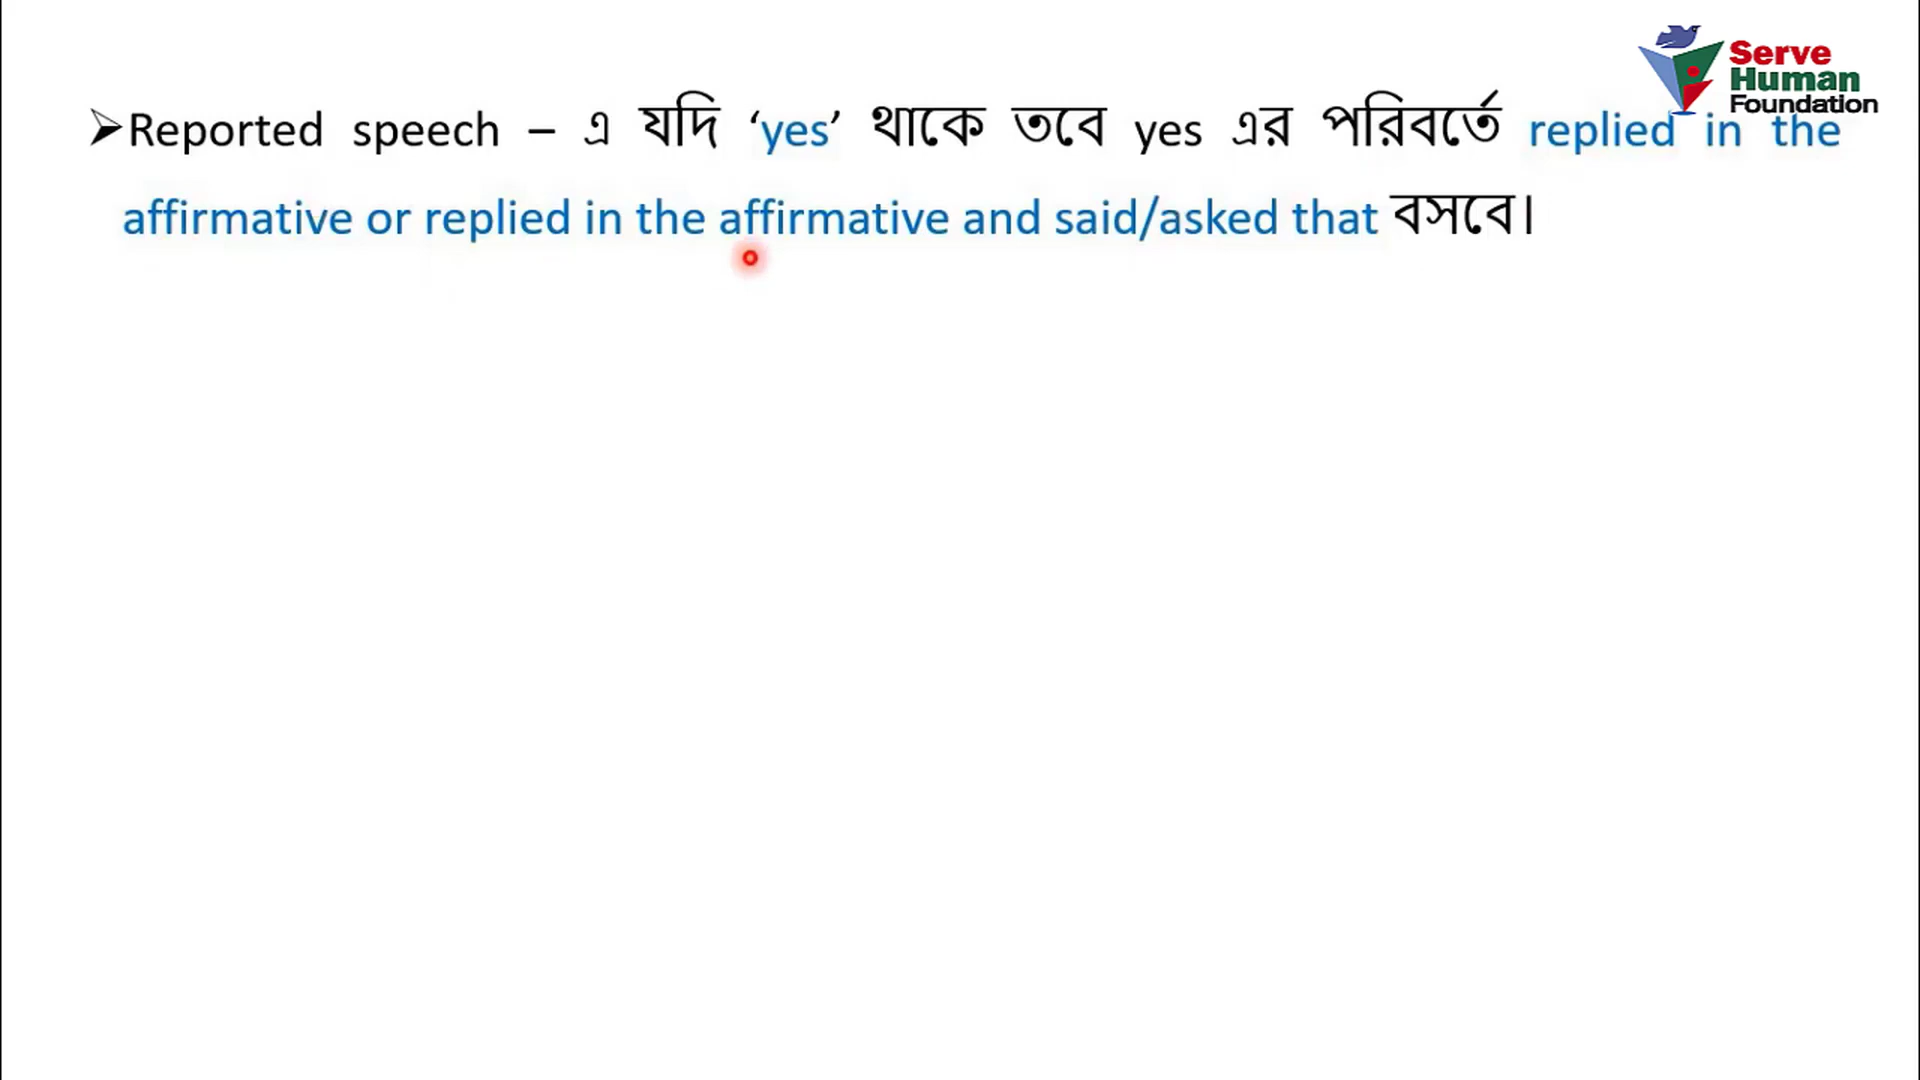 Serve
Human
Foundation
➢Reported speech – এ যদি ‘yes’ থাকে তবে yes এর পরিবর্তে replied in the
affirmative or replied in the affirmative and said/asked that বসবে।